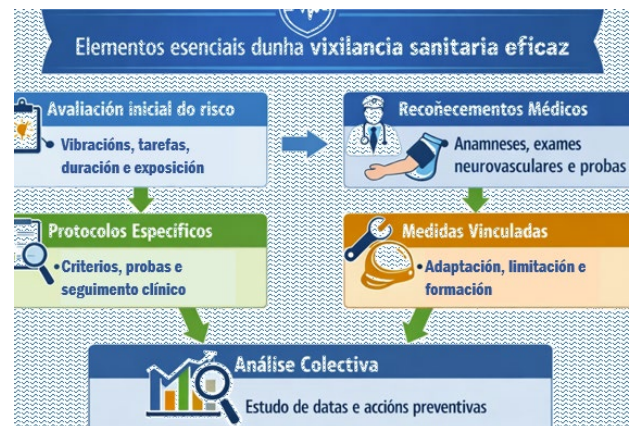 Elementos esenciais dunha vixilancia sanitaria eficaz
Avaliación inicial do risco
• Vibracións, tarefas,
duración e exposición
Recoñecementos Médicos
• Anamneses, exames
neurovasculares e probas
Protocolos Específicos
• Criterios, probas e
seguimento clínico
Medidas Vinculadas
• Adaptación, limitación e
formación
Análise Colectiva
Estudo de datas e accións preventivas